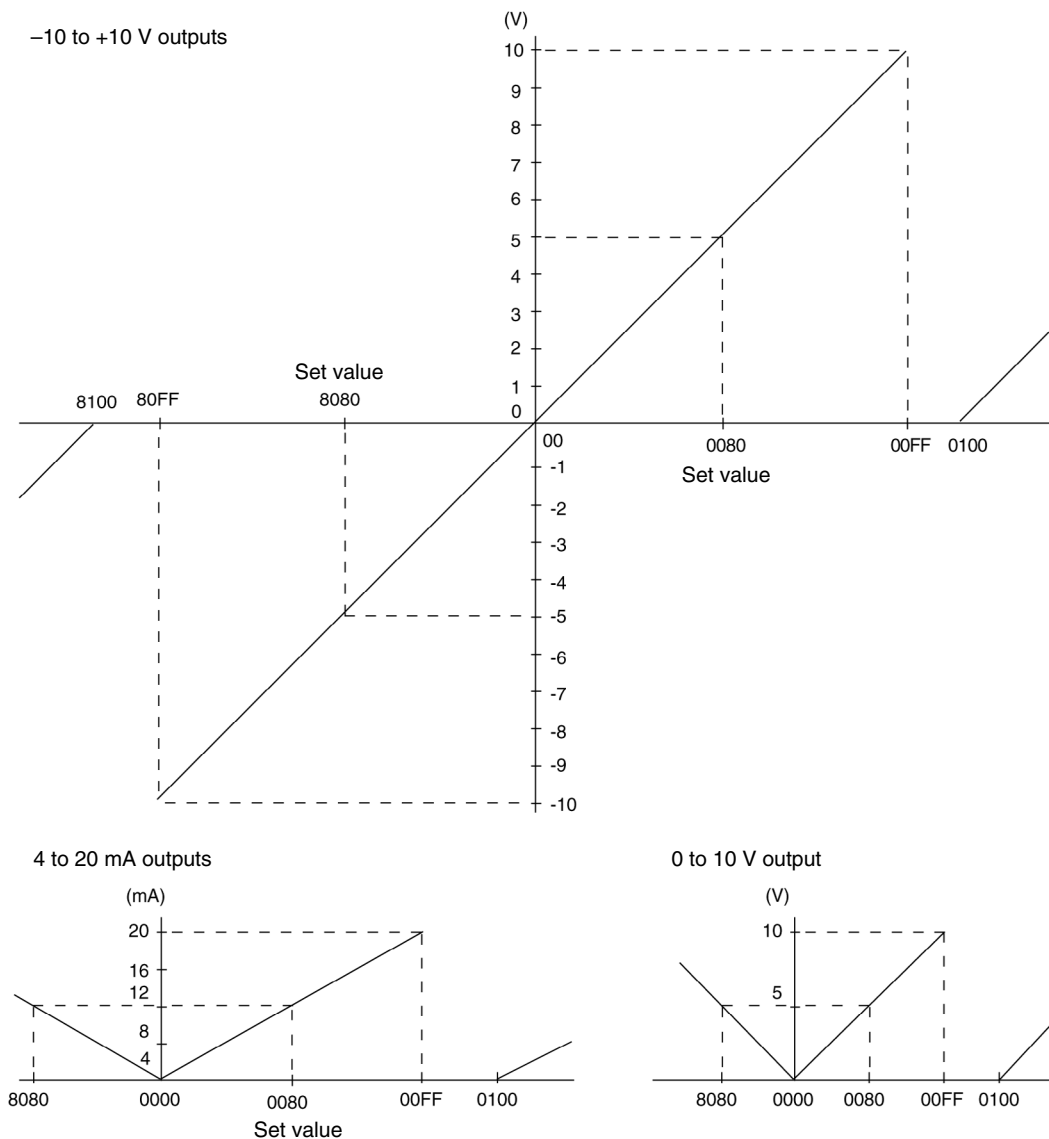 –10 to +10 V outputs
(V)
10
9
8
7
6
5
4
3
2
1
0
Set value
8100 80FF 8080
00
0080 00FF 0100
Set value
-1
-2
-3
-4
-5
-6
-7
-8
-9
-10
4 to 20 mA outputs
(mA)
20
16
12
8
4
8080 0000 0080 00FF 0100
Set value
0 to 10 V output
(V)
10
5
8080 0000 0080 00FF 0100